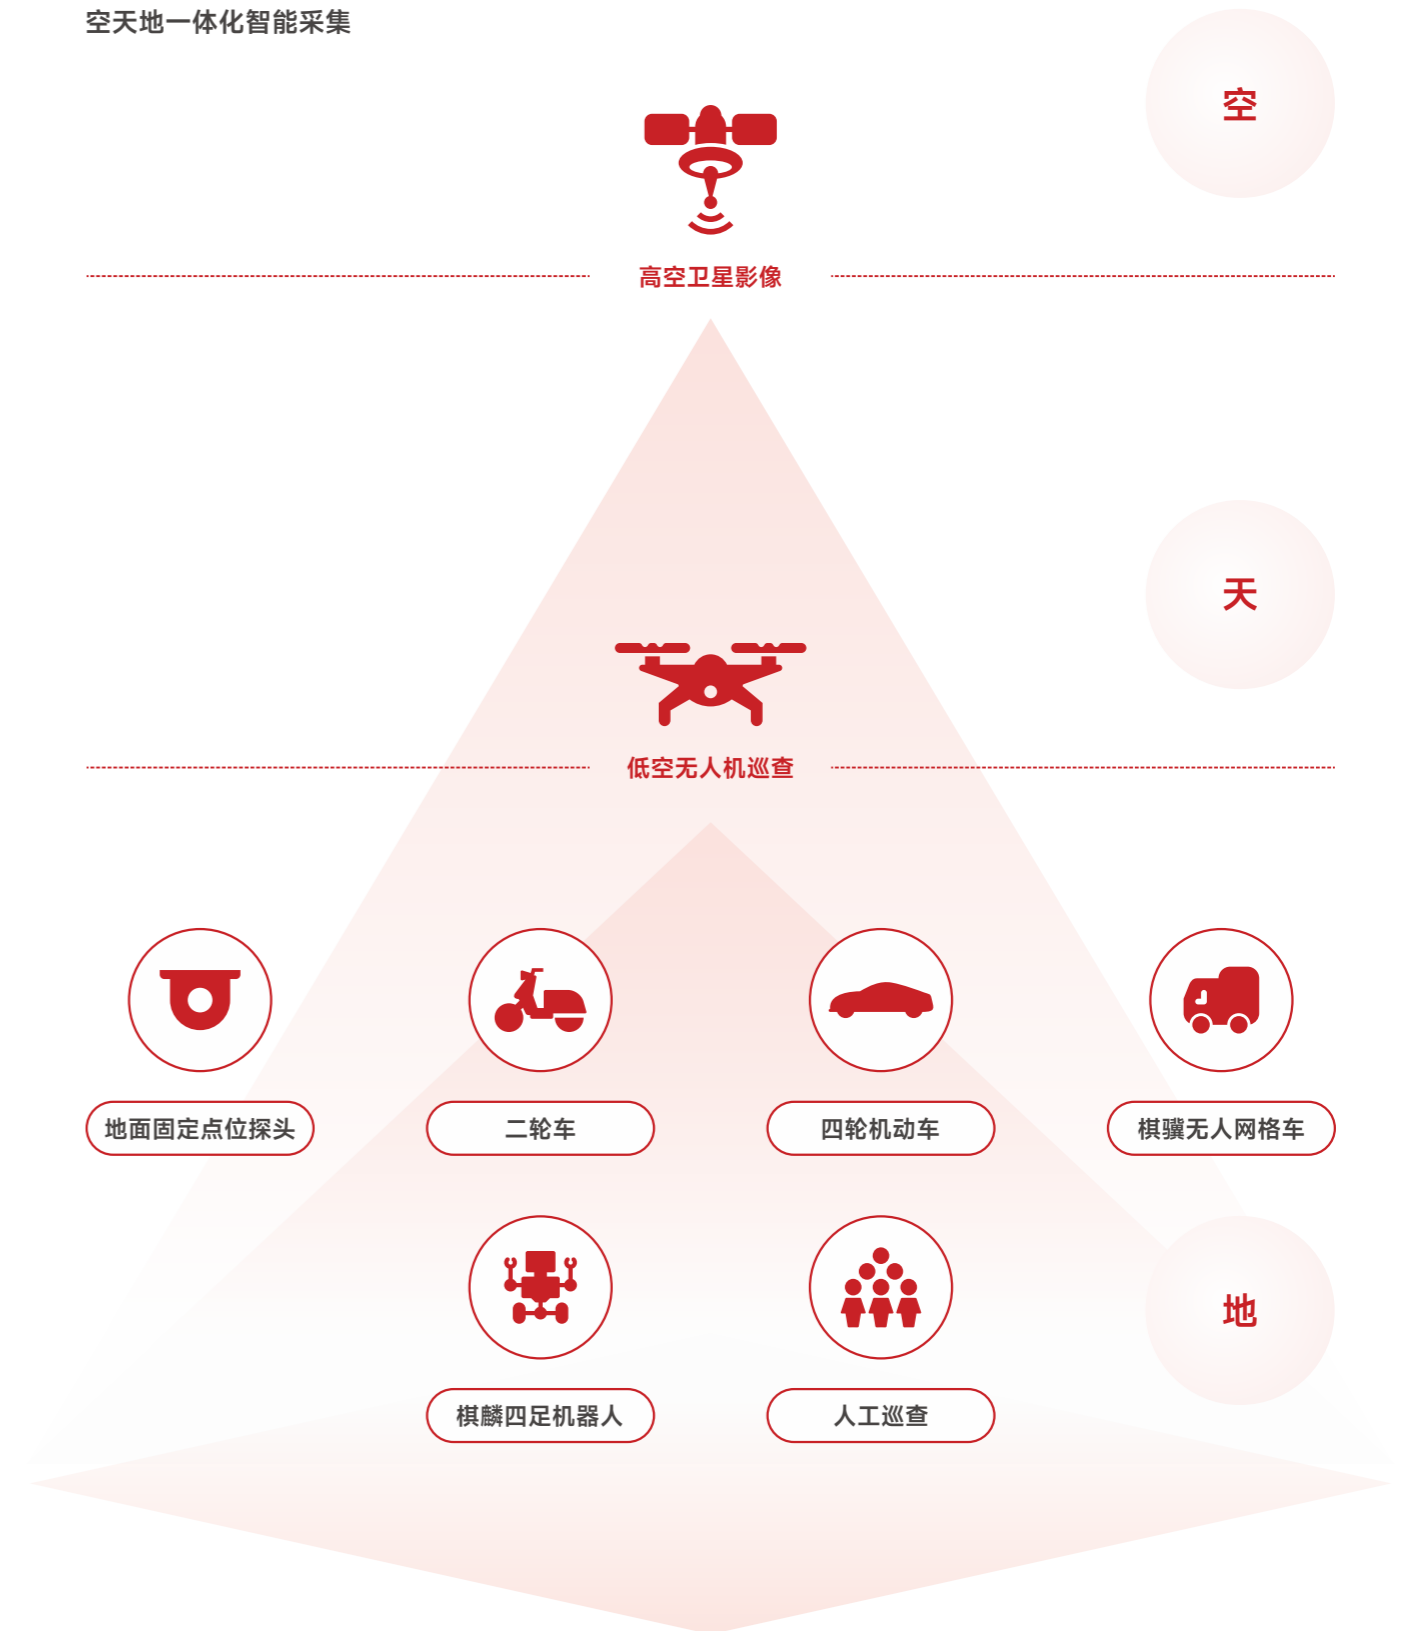 空天地一体化智能采集
空
高空卫星影像
天
低空无人机巡查
地面固定点位探头
二轮车
四轮机动车
棋骥无人网格车
地
棋麟四足机器人
人工巡查